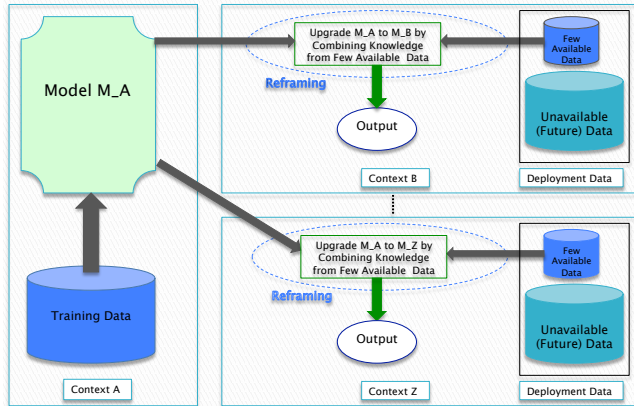 Model M_A
Training Data
Context A
Upgrade M_A to M_B by
Combining Knowledge
from Few Available Data
Reframing
Output
Context B
Few
Available
Data
Unavailable
(Future) Data
Deployment Data
Upgrade M_A to M_Z by
Combining Knowledge
from Few Available Data
Reframing
Output
Context Z
Few
Available
Data
Unavailable
(Future) Data
Deployment Data